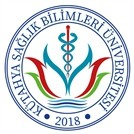 KÜTAHYA SAĞLIK BİLİMLERİ ÜNİVERSİTESİ
2018